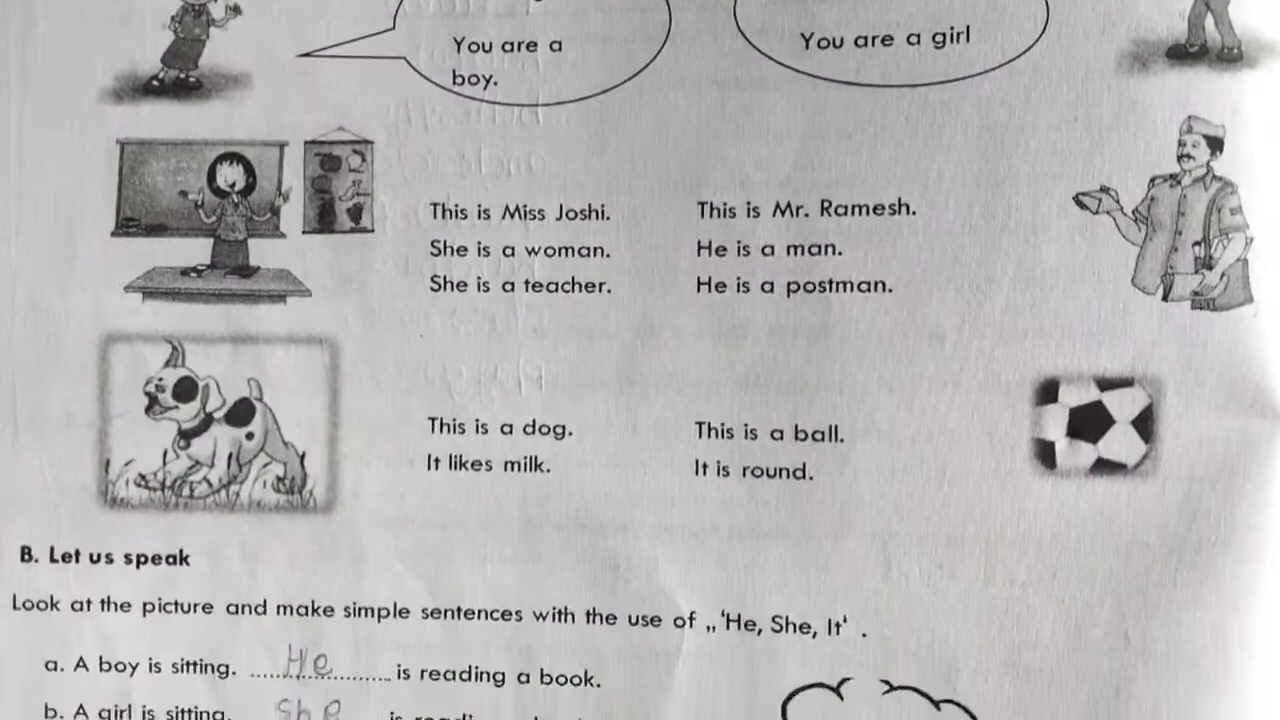 You are a
boy.
You are a girl
This is Miss Joshi.
She is a woman.
She is a teacher.
This is Mr. Ramesh.
He is a man.
He is a postman.
This is a dog.
It likes milk.
This is a ball.
It is round.
B. Let us speak
Look at the picture and make simple sentences with the use of „‘He, She, It' .
a. A boy is sitting. ........He........ is reading a book.
b. A girl is sitting. she is